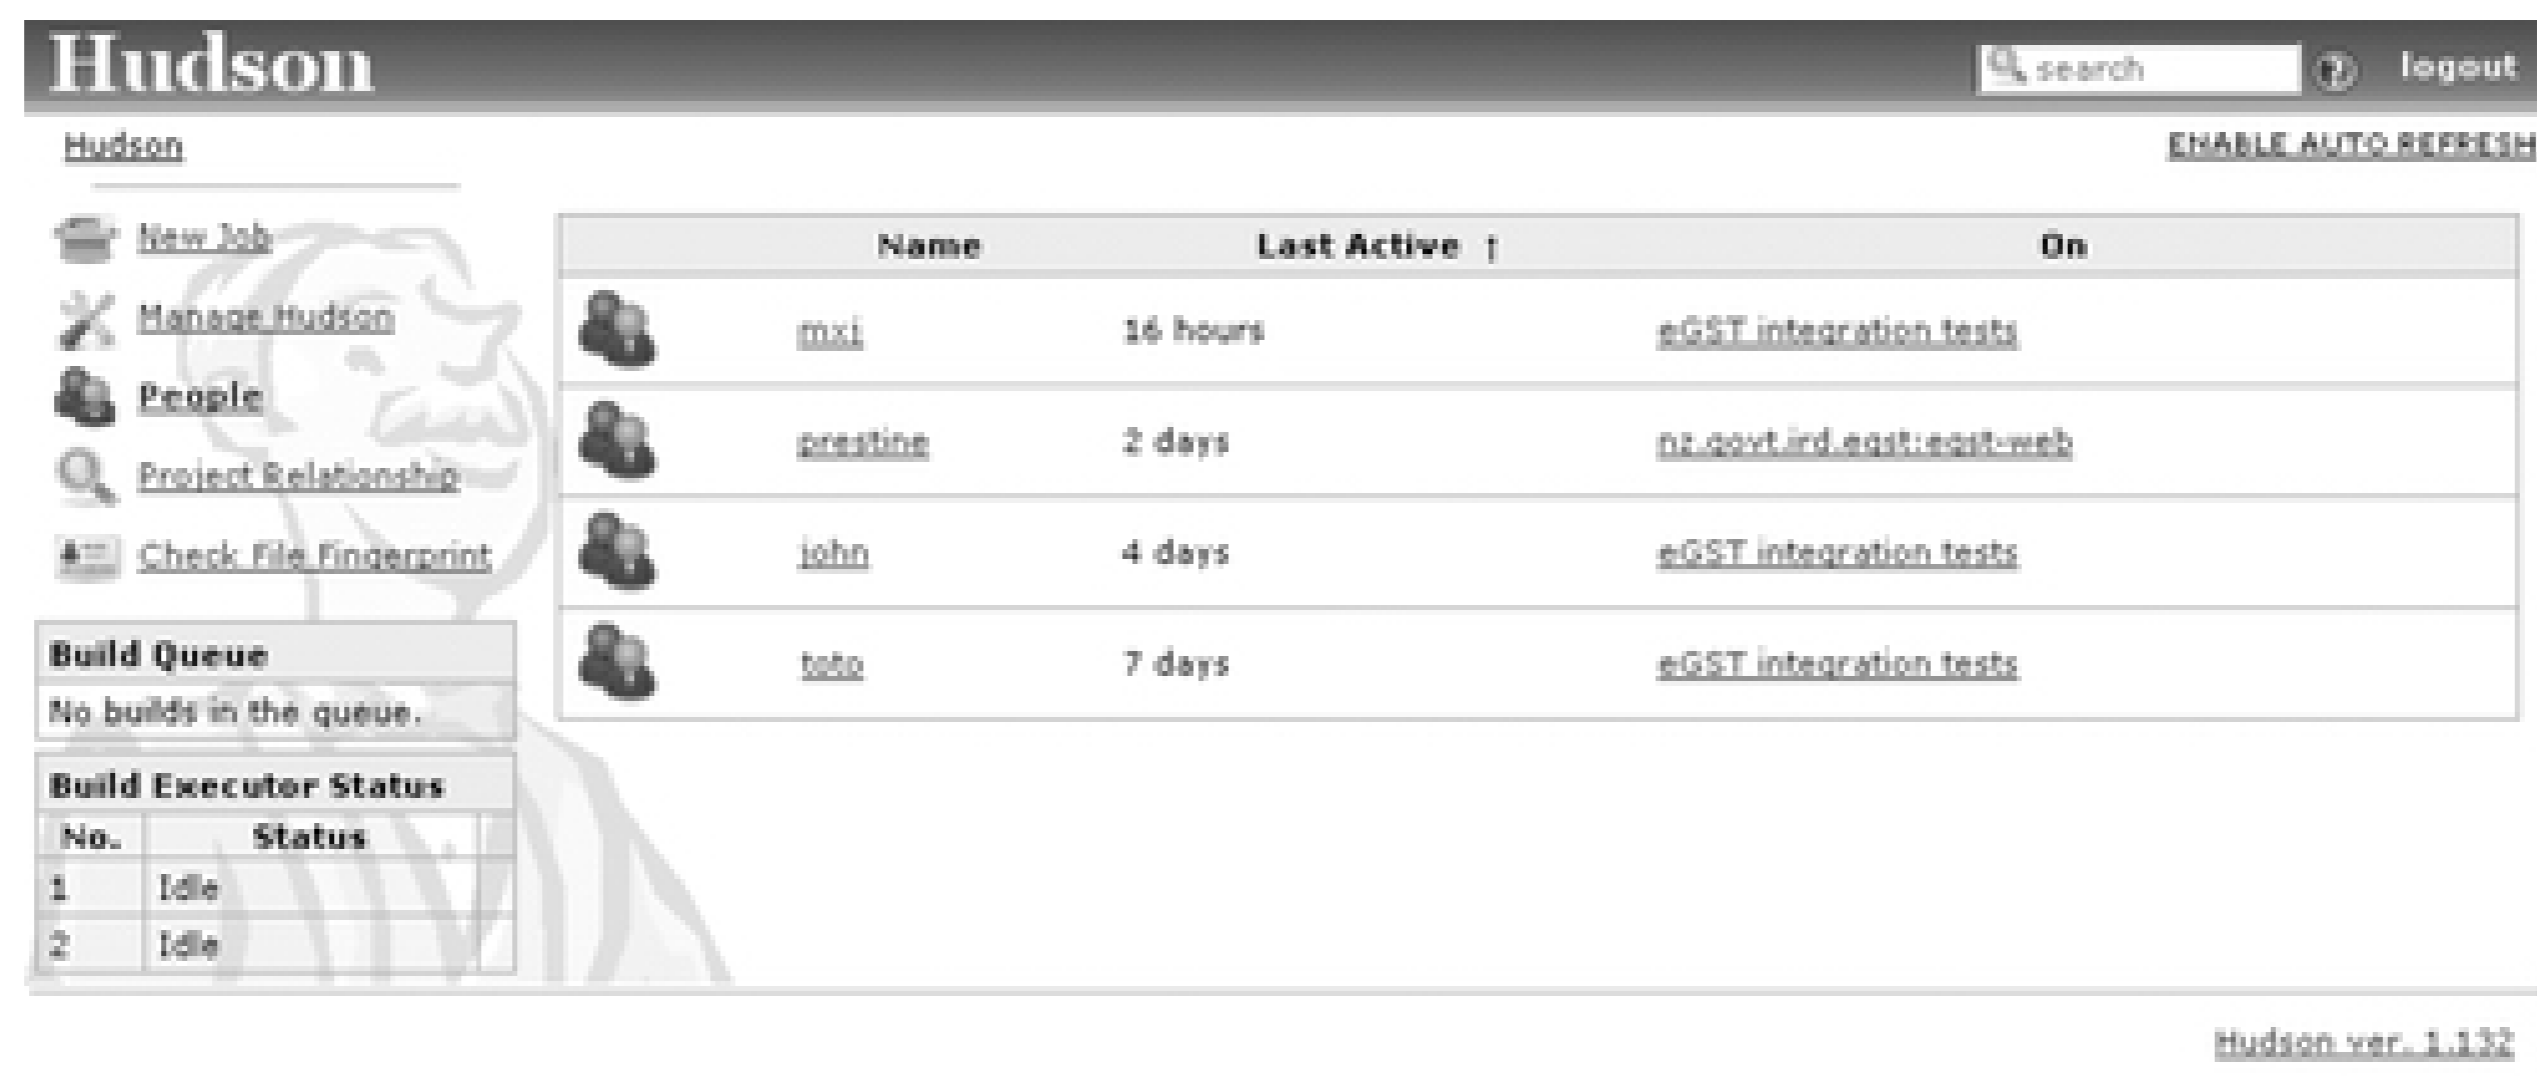 Hudson
search
?
logout
Hudson
ENABLE AUTO REFRESH
New Job
Manage Hudson
People
Project Relationship
Check File Fingerprint
Build Queue
No builds in the queue.
Build Executor Status
No. Status
1 Idle
2 Idle
Name Last Active ↑ On
mxj 16 hours eGST integration tests
prestine 2 days nz.govt.ird.egst:egst-web
john 4 days eGST integration tests
toto 7 days eGST integration tests
Hudson ver. 1.132